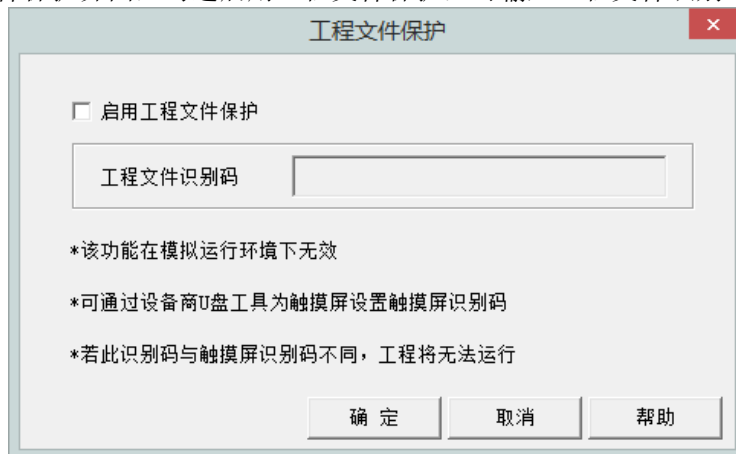 工程文件保护
启用工程文件保护
工程文件识别码
*该功能在模拟运行环境下无效
*可通过设备商U盘工具为触摸屏设置触摸屏识别码
*若此识别码与触摸屏识别码不同，工程将无法运行
确 定 取消 帮助